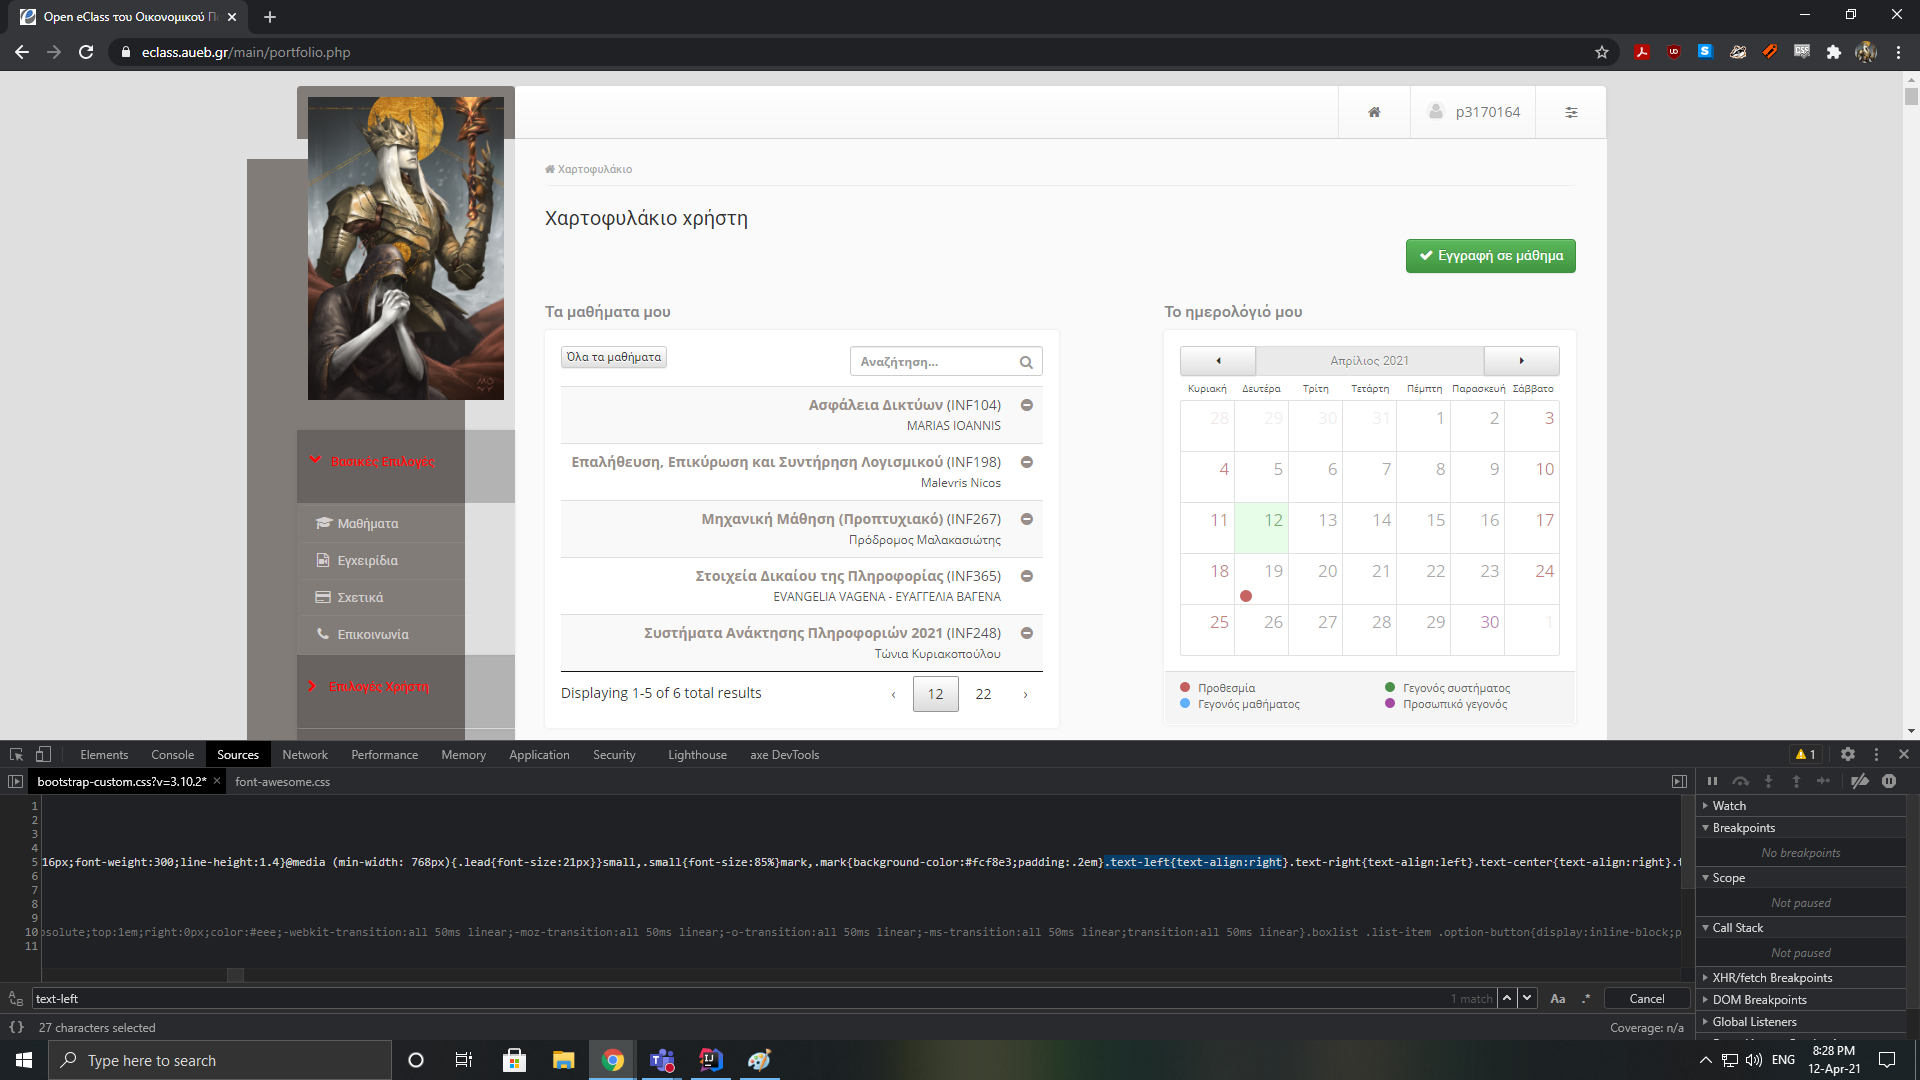 Open eClass του Οικονομικού Π
eclass.aueb.gr/main/portfolio.php
p3170164
Χαρτοφυλάκιο
Χαρτοφυλάκιο χρήστη
Εγγραφή σε μάθημα
Τα μαθήματα μου
Το ημερολόγιό μου
Όλα τα μαθήματα
Αναζήτηση...
Ασφάλεια Δικτύων (INF104)
MARIAS IOANNIS
Επαλήθευση, Επικύρωση και Συντήρηση Λογισμικού (INF198)
Malevris Nicos
Μηχανική Μάθηση (Προπτυχιακό) (INF267)
Πρόδρομος Μαλακασιώτης
Στοιχεία Δικαίου της Πληροφορίας (INF365)
EVANGELIA VAGENA - ΕΥΑΓΓΕΛΙΑ ΒΑΓΕΝΑ
Συστήματα Ανάκτησης Πληροφοριών 2021 (INF248)
Τώνια Κυριακοπούλου
Displaying 1-5 of 6 total results
‹ 12 22 ›
Απρίλιος 2021
Κυριακή Δευτέρα Τρίτη Τετάρτη Πέμπτη Παρασκευή Σάββατο
28 29 30 31 1 2 3
4 5 6 7 8 9 10
11 12 13 14 15 16 17
18 19 20 21 22 23 24
25 26 27 28 29 30 1
Προθεσμία
Γεγονός συστήματος
Γεγονός μαθήματος
Προσωπικό γεγονός
Βασικές Επιλογές
Μαθήματα
Εγχειρίδια
Σχετικά
Επικοινωνία
Επιλογές Χρήστη
Elements Console Sources Network Performance Memory Application Security Lighthouse axe DevTools
1
bootstrap-custom.css?v=3.10.2* × font-awesome.css
1
2
3
4
5 16px;font-weight:300;line-height:1.4}@media (min-width: 768px){.lead{font-size:21px}}small,.small{font-size:85%}mark,.mark{background-color:#fcf8e3;padding:.2em}.text-left{text-align:right}.text-right{text-align:left}.text-center{text-align:right}.t
6
7
8
9
10 osolute;top:1em;right:0px;color:#eee;-webkit-transition:all 50ms linear;-moz-transition:all 50ms linear;-o-transition:all 50ms linear;-ms-transition:all 50ms linear;transition:all 50ms linear}.boxlist .list-item .option-button{display:inline-block;p
11
text-left
1 match
Aa .* Cancel
{} 27 characters selected
Coverage: n/a
Watch
Breakpoints
No breakpoints
Scope
Not paused
Call Stack
Not paused
XHR/fetch Breakpoints
DOM Breakpoints
Global Listeners
Type here to search
ENG
8:28 PM
12-Apr-21